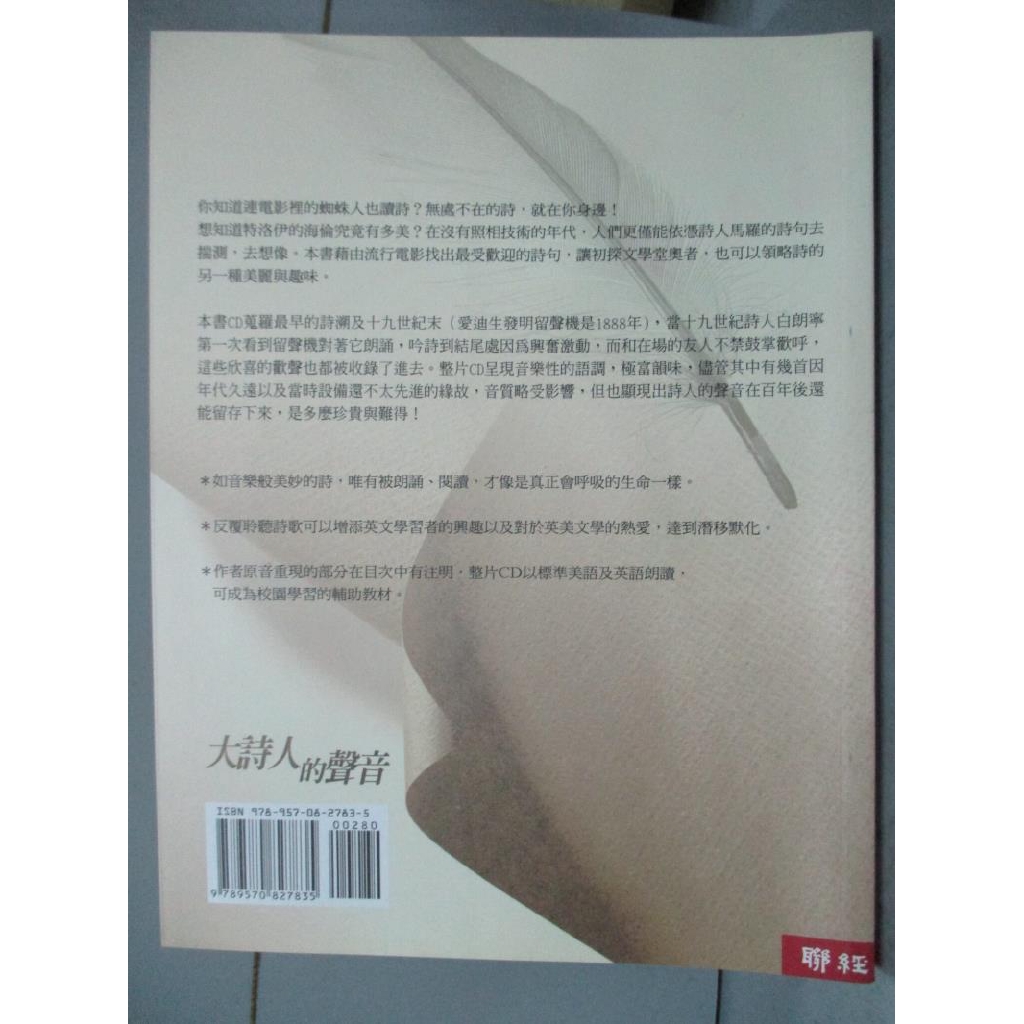 你知道連電影裡的蜘蛛人也讀詩？無處不在的詩，就在你身邊！
想知道特洛伊的海倫究竟有多美？在沒有照相技術的年代，人們更僅能依憑詩人馬羅的詩句去
揣測，去想像。本書藉由流行電影找出最受歡迎的詩句，讓初探文學堂奧者，也可以領略詩的
另一種美麗與趣味。
本書CD蒐羅最早的詩溯及十九世紀末（愛迪生發明留聲機是1888年），當十九世紀詩人白朗寧
第一次看到留聲機對著它朗誦，吟詩到結尾處因為興奮激動，而和在場的友人不禁鼓掌歡呼，
這些欣喜的歡聲也都被收錄了進去。整片CD呈現音樂性的語調，極富韻味，儘管其中有幾首因
年代久遠以及當時設備還不太先進的緣故，音質略受影響，但也顯現出詩人的聲音在百年後還
能留存下來，是多麼珍貴與難得！
＊如音樂般美妙的詩，唯有被朗誦、閱讀，才像是真正會呼吸的生命一樣。
＊反覆聆聽詩歌可以增添英文學習者的興趣以及對於英美文學的熱愛，達到潛移默化。
＊作者原音重現的部分在目次中有注明，整片CD以標準美語及英語朗讀，
可成為校園學習的輔助教材。
大詩人的聲音
ISBN 978-957-08-2783-5
00280
9 789570 827835
聯經